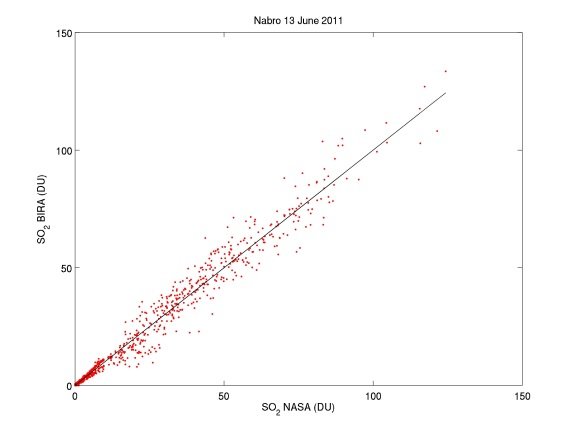 Nabro 13 June 2011
150
100
50
0
SO2 BIRA (DU)
0 50 100 150
SO2 NASA (DU)